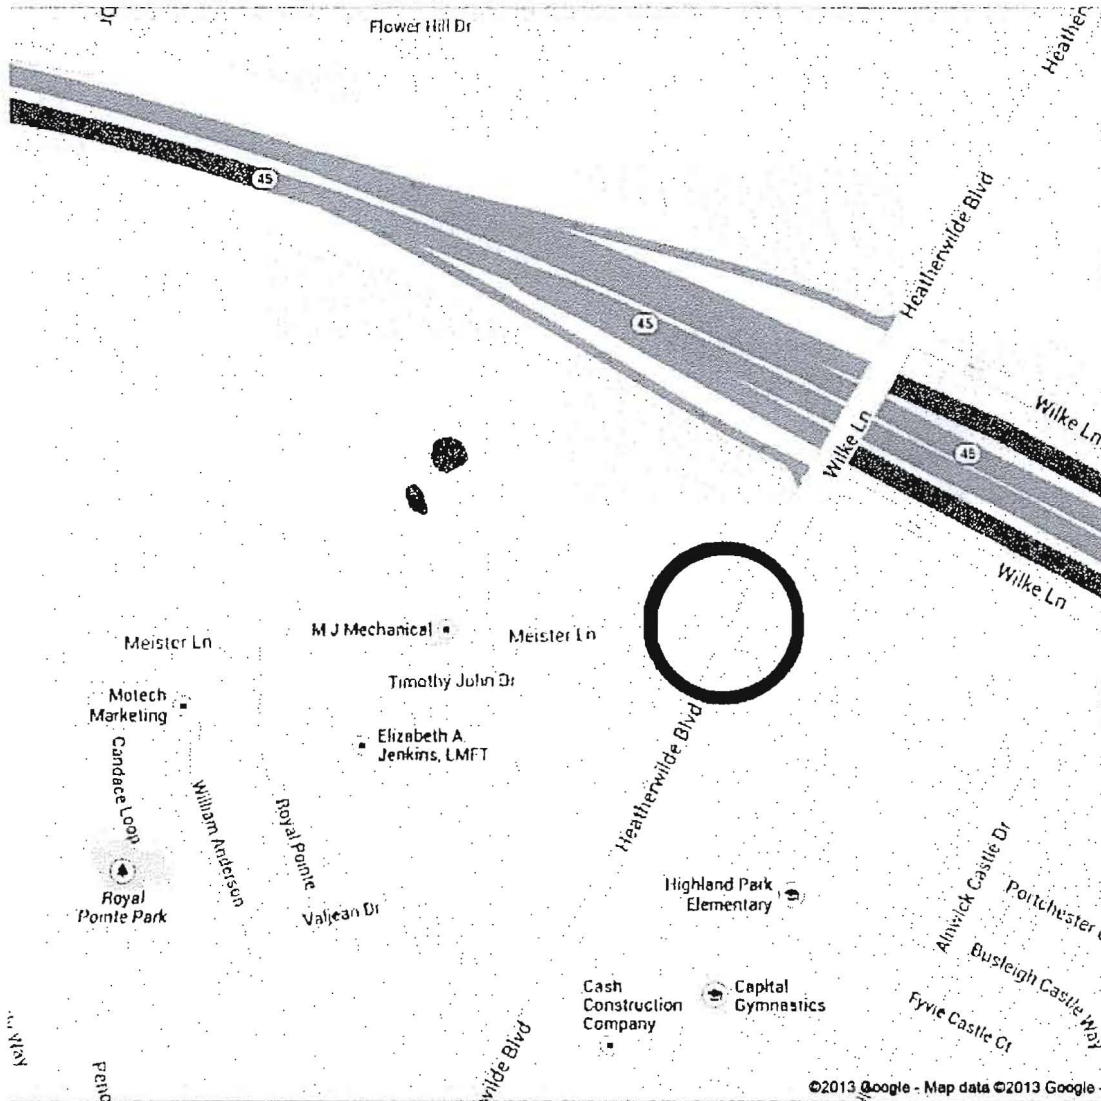 Dr
Flower Hill Dr
Heather
45
Heatherwilde Blvd
45
Wilke Ln
Wilke Ln
45
Wilke Ln
M J Mechanical
Meister Ln
Meister Ln
Timothy John Dr
Motech
Marketing
Elizabeth A.
Jenkins, LMFT
Heatherwilde Blvd
Candace Loop
William Anderson
Royal Pointe
Royal
Pointe Park
Valjean Dr
Highland Park
Elementary
Alnwick Castle Dr
Portchester
Busleigh Castle Way
Fyvie Castle Ct
Cash
Construction
Company
Capital
Gymnastics
Way
Penc
wilde Blvd
©2013 Google - Map data ©2013 Google -